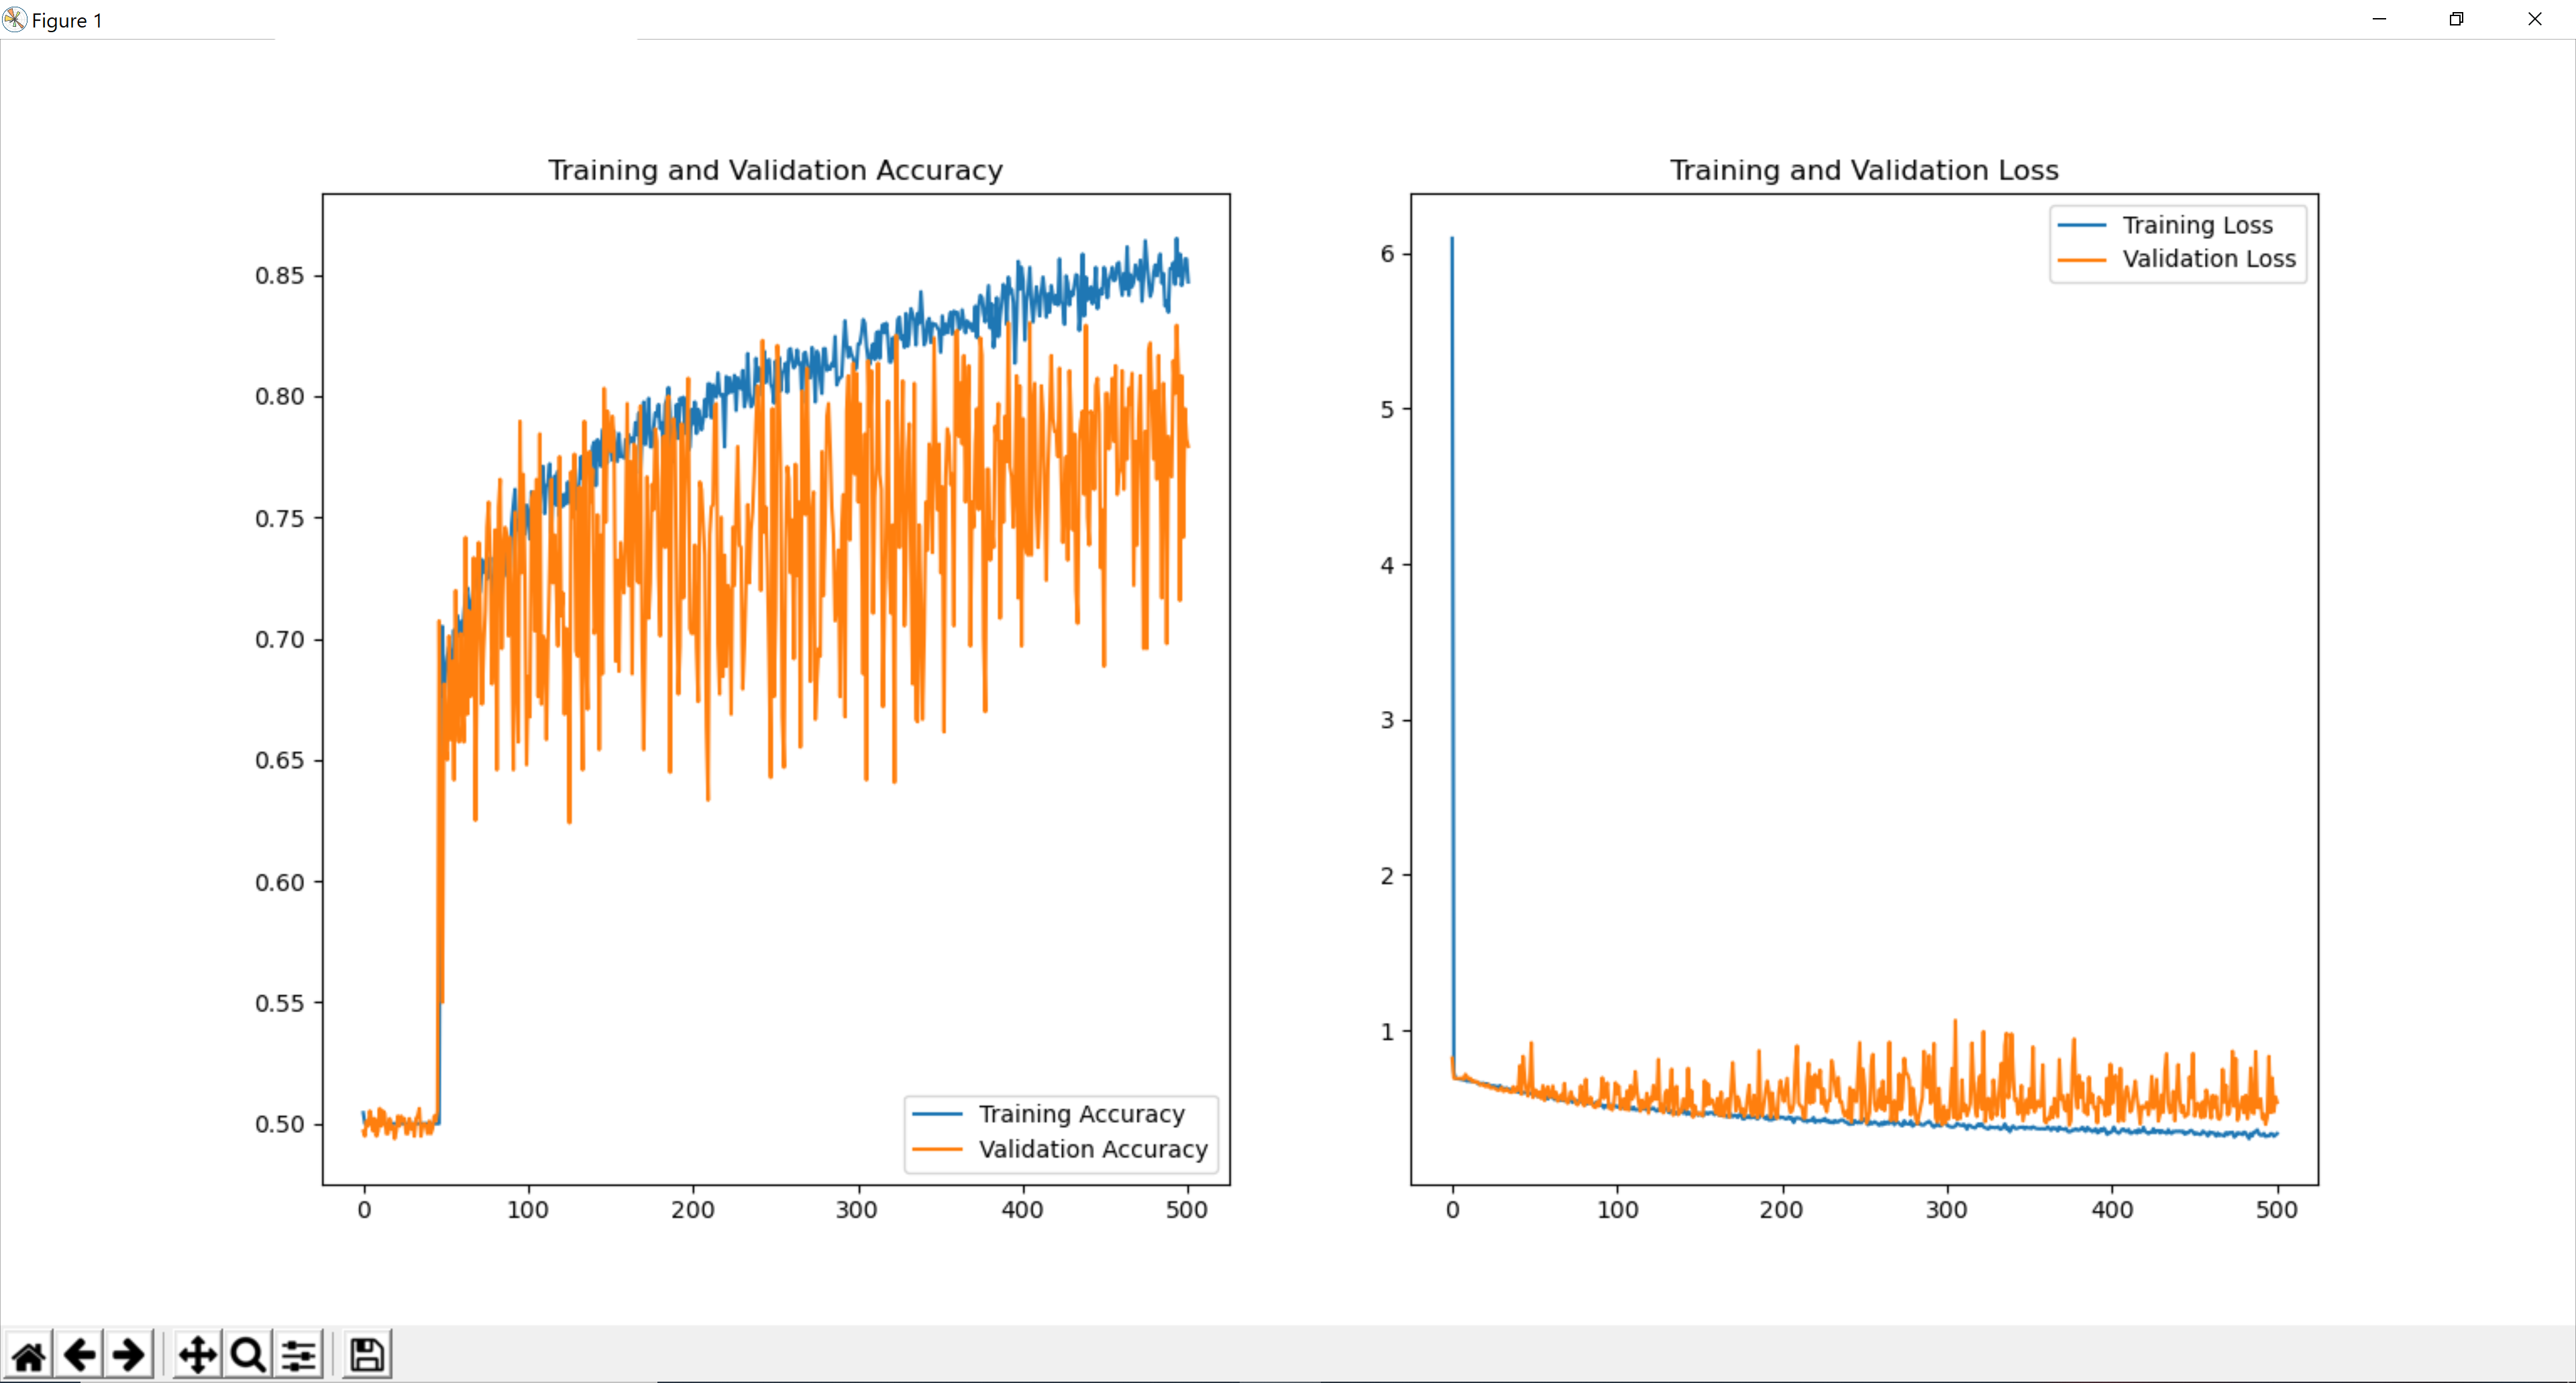 Figure 1
Training and Validation Accuracy
0.85
0.80
0.75
0.70
0.65
0.60
0.55
0.50
0 100 200 300 400 500
Training Accuracy
Validation Accuracy
Training and Validation Loss
6
5
4
3
2
1
0 100 200 300 400 500
Training Loss
Validation Loss